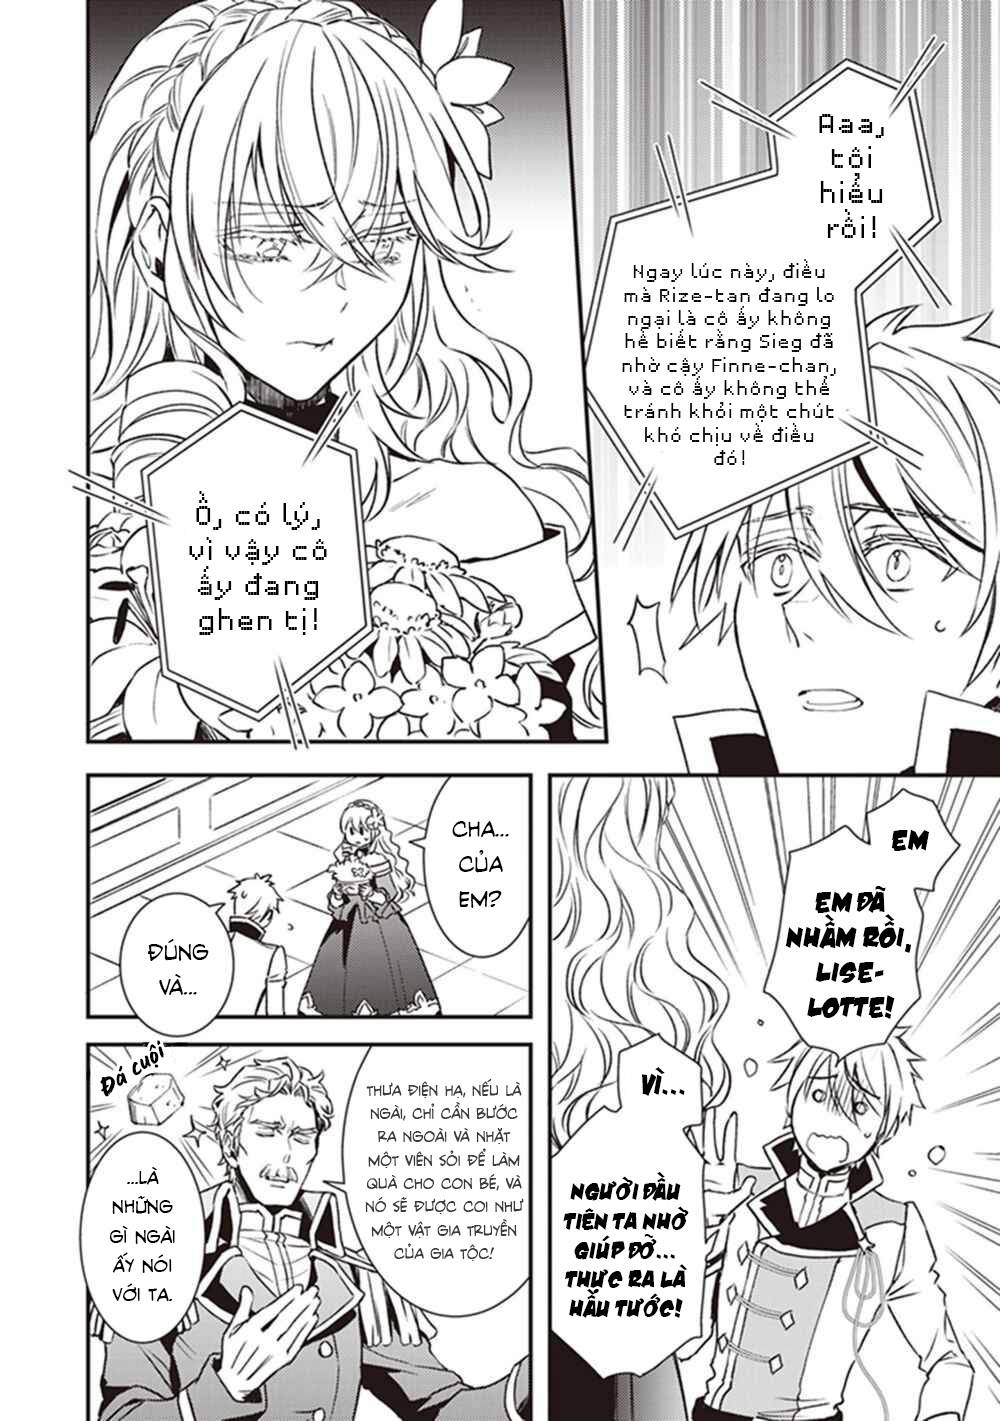 Aaa,
tôi
hiểu
rồi!
Ngay lúc này, điều
mà Rize-tan đang lo
ngại là cô ấy không
hề biết rằng Sieg đã
nhờ cậy Finne-chan,
và cô ấy không thể
tránh khỏi một chút
khó chịu về điều
đó!
Ồ, có lý,
vì vậy cô
ấy đang
ghen tị!
EM
EM ĐÃ
NHẦM RỒI,
LISE-
LOTTE!
VÌ...
NGƯỜI ĐẦU
TIÊN TA NHỜ
GIÚP ĐỠ...
THỰC RA LÀ
HẦU TƯỚC!
CHA...
CỦA
EM?
ĐÚNG
VÀ...
THƯA ĐIỆN HẠ, NẾU LÀ
NGÀI, CHỈ CẦN BƯỚC
RA NGOÀI VÀ NHẶT
MỘT VIÊN SỎI ĐỂ LÀM
QUÀ CHO CON BÉ, VÀ
NÓ SẼ ĐƯỢC COI NHƯ
MỘT VẬT GIA TRUYỀN
CỦA GIA TỘC!
Đá cuội
...LÀ
NHỮNG
GÌ NGÀI
ẤY NÓI
VỚI TA.